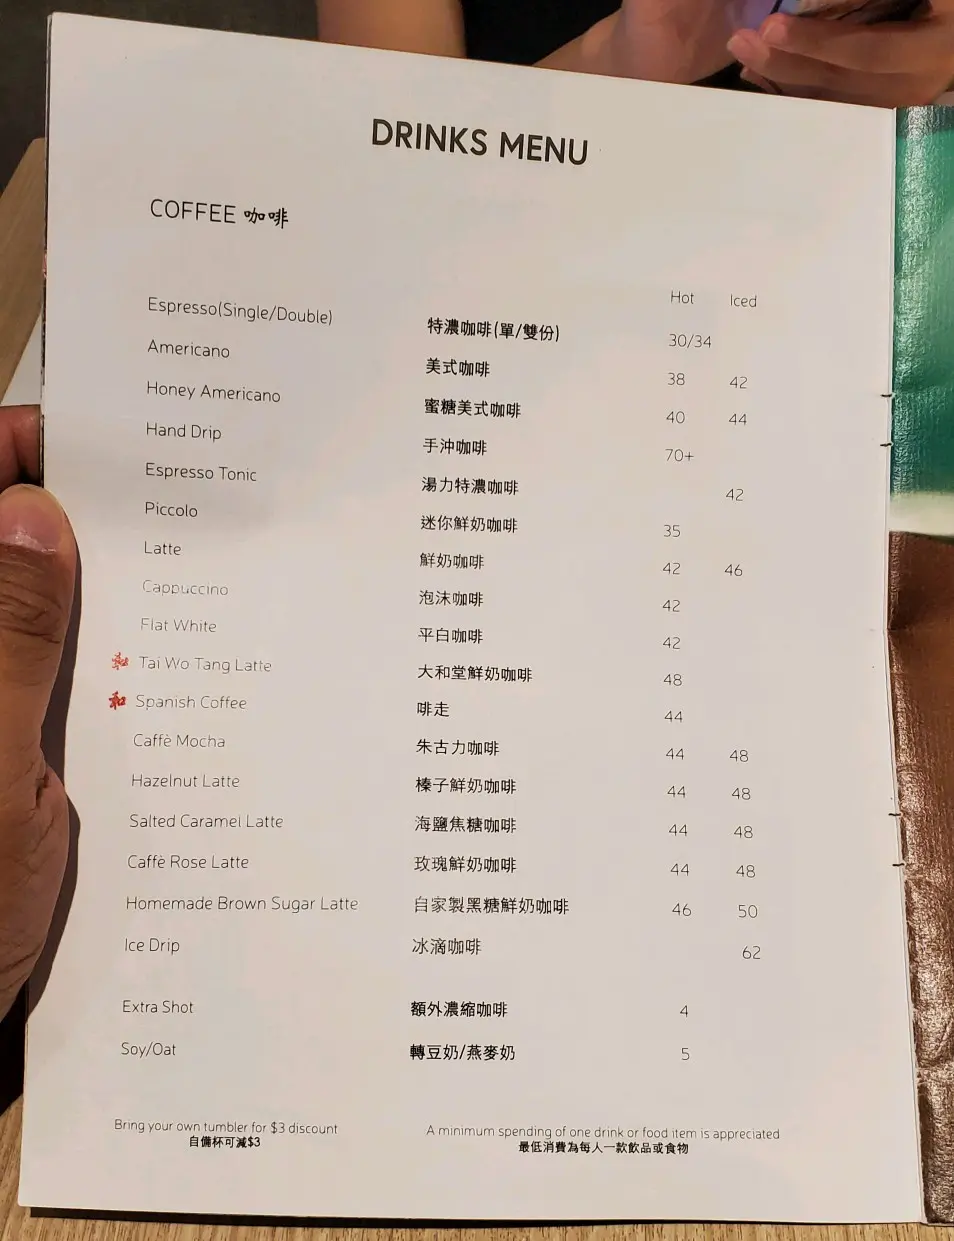 DRINKS MENU
COFFEE 咖啡
Hot Iced
Espresso(Single/Double) 特濃咖啡(單/雙份) 30/34
Americano 美式咖啡 38 42
Honey Americano 蜜糖美式咖啡 40 44
Hand Drip 手沖咖啡 70+
Espresso Tonic 湯力特濃咖啡 42
Piccolo 迷你鮮奶咖啡 35
Latte 鮮奶咖啡 42 46
Cappuccino 泡沫咖啡 42
Flat White 平白咖啡 42
和 Tai Wo Tang Latte 大和堂鮮奶咖啡 48
和 Spanish Coffee 啡走 44
Caffè Mocha 朱古力咖啡 44 48
Hazelnut Latte 榛子鮮奶咖啡 44 48
Salted Caramel Latte 海鹽焦糖咖啡 44 48
Caffè Rose Latte 玫瑰鮮奶咖啡 44 48
Homemade Brown Sugar Latte 自家製黑糖鮮奶咖啡 46 50
Ice Drip 冰滴咖啡 62
Extra Shot 額外濃縮咖啡 4
Soy/Oat 轉豆奶/燕麥奶 5
Bring your own tumbler for $3 discount
自備杯可減$3
A minimum spending of one drink or food item is appreciated
最低消費為每人一款飲品或食物